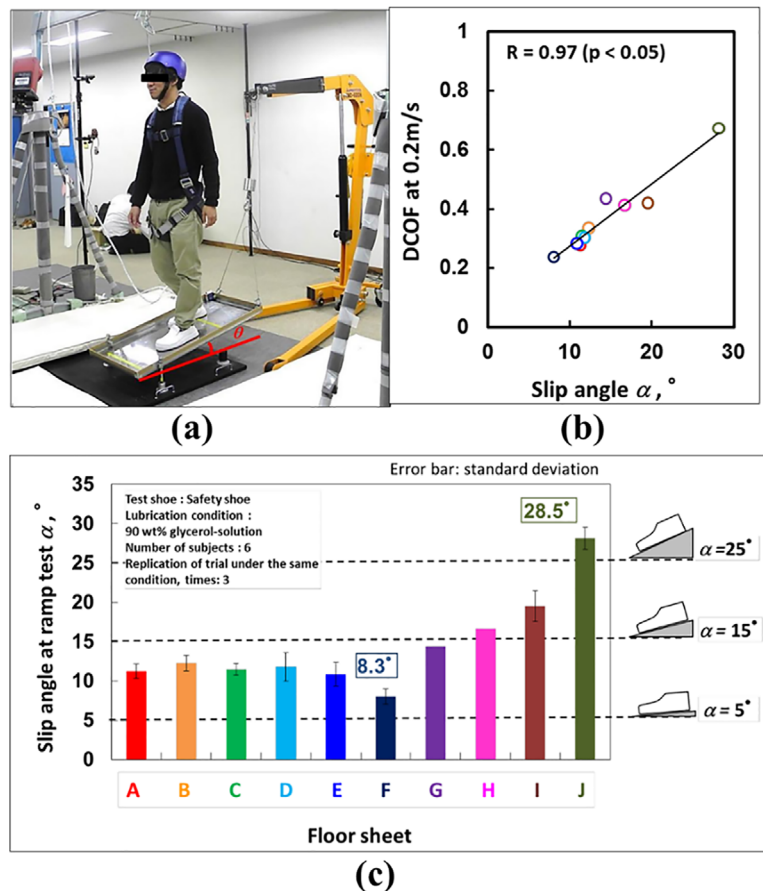 θ
(a)
R = 0.97 (p < 0.05)
DCOF at 0.2m/s
1
0.8
0.6
0.4
0.2
0
0 10 20 30
Slip angle α , °
(b)
Error bar: standard deviation
Slip angle at ramp test α , °
35
30
25
20
15
10
5
0
Test shoe : Safety shoe
Lubrication condition :
90 wt% glycerol-solution
Number of subjects : 6
Replication of trial under the same
condition, times: 3
8.3°
28.5°
α =25°
α = 15°
α = 5°
A B C D E F G H I J
Floor sheet
(c)